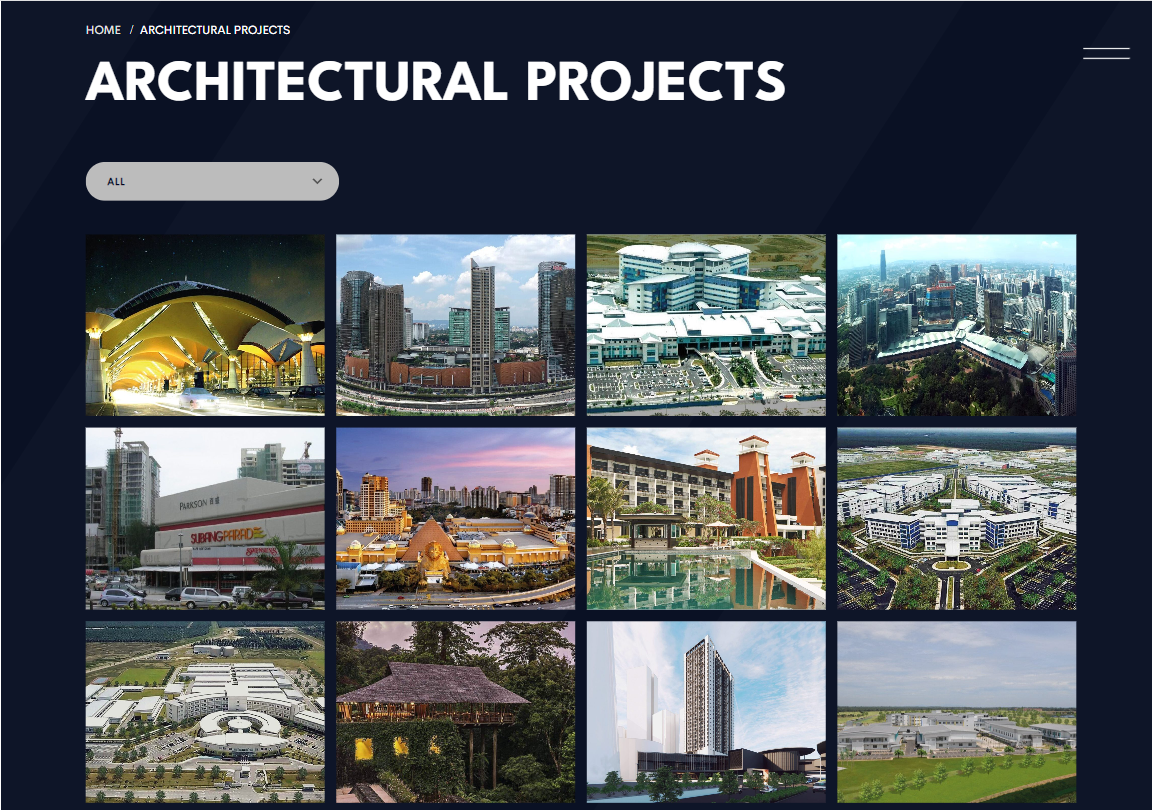 HOME / ARCHITECTURAL PROJECTS
ARCHITECTURAL PROJECTS
ALL
PARKSON
SUBANG PARADE